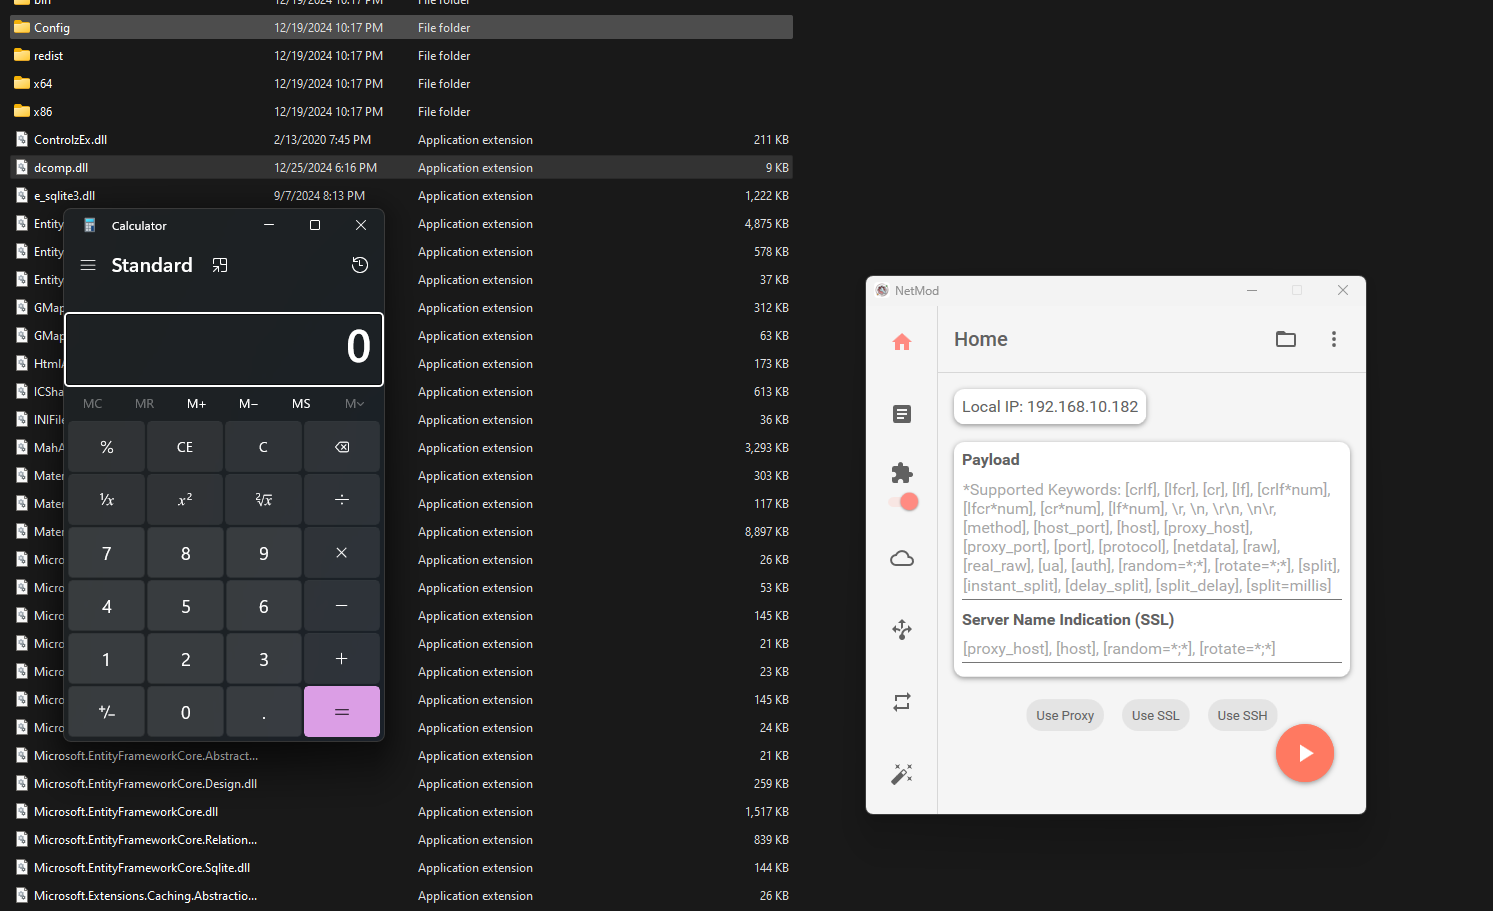 bin 12/19/2024 10:17 PM File folder
Config 12/19/2024 10:17 PM File folder
redist 12/19/2024 10:17 PM File folder
x64 12/19/2024 10:17 PM File folder
x86 12/19/2024 10:17 PM File folder
ControlzEx.dll 2/13/2020 7:45 PM Application extension 211 KB
dcomp.dll 12/25/2024 6:16 PM Application extension 9 KB
e_sqlite3.dll 9/7/2024 8:13 PM Application extension 1,222 KB
Entity Application extension 4,875 KB
Entity Application extension 578 KB
Entity Application extension 37 KB
GMap Application extension 312 KB
GMap Application extension 63 KB
HtmlA Application extension 173 KB
ICSha Application extension 613 KB
INIFile Application extension 36 KB
MahA Application extension 3,293 KB
Mater Application extension 303 KB
Mater Application extension 117 KB
Mater Application extension 8,897 KB
Micro Application extension 26 KB
Micro Application extension 53 KB
Micro Application extension 145 KB
Micro Application extension 21 KB
Micro Application extension 23 KB
Micro Application extension 145 KB
Micro Application extension 24 KB
Microsoft.EntityFrameworkCore.Abstract... Application extension 21 KB
Microsoft.EntityFrameworkCore.Design.dll Application extension 259 KB
Microsoft.EntityFrameworkCore.dll Application extension 1,517 KB
Microsoft.EntityFrameworkCore.Relation... Application extension 839 KB
Microsoft.EntityFrameworkCore.Sqlite.dll Application extension 144 KB
Microsoft.Extensions.Caching.Abstractio... Application extension 26 KB
Calculator
Standard
0
MC MR M+ M− MS M
% CE C
¹/x x² ²√x ÷
7 8 9 ×
4 5 6 −
1 2 3 +
+/− 0 . =
NetMod
Home
Local IP: 192.168.10.182
Payload
*Supported Keywords: [crlf], [lfcr], [cr], [lf], [crlf*num],
[lfcr*num], [cr*num], [lf*num], \r, \n, \r\n, \n\r,
[method], [host_port], [host], [proxy_host],
[proxy_port], [port], [protocol], [netdata], [raw],
[real_raw], [ua], [auth], [random=*;*], [rotate=*;*], [split],
[instant_split], [delay_split], [split_delay], [split=millis]
Server Name Indication (SSL)
[proxy_host], [host], [random=*;*], [rotate=*;*]
Use Proxy Use SSL Use SSH